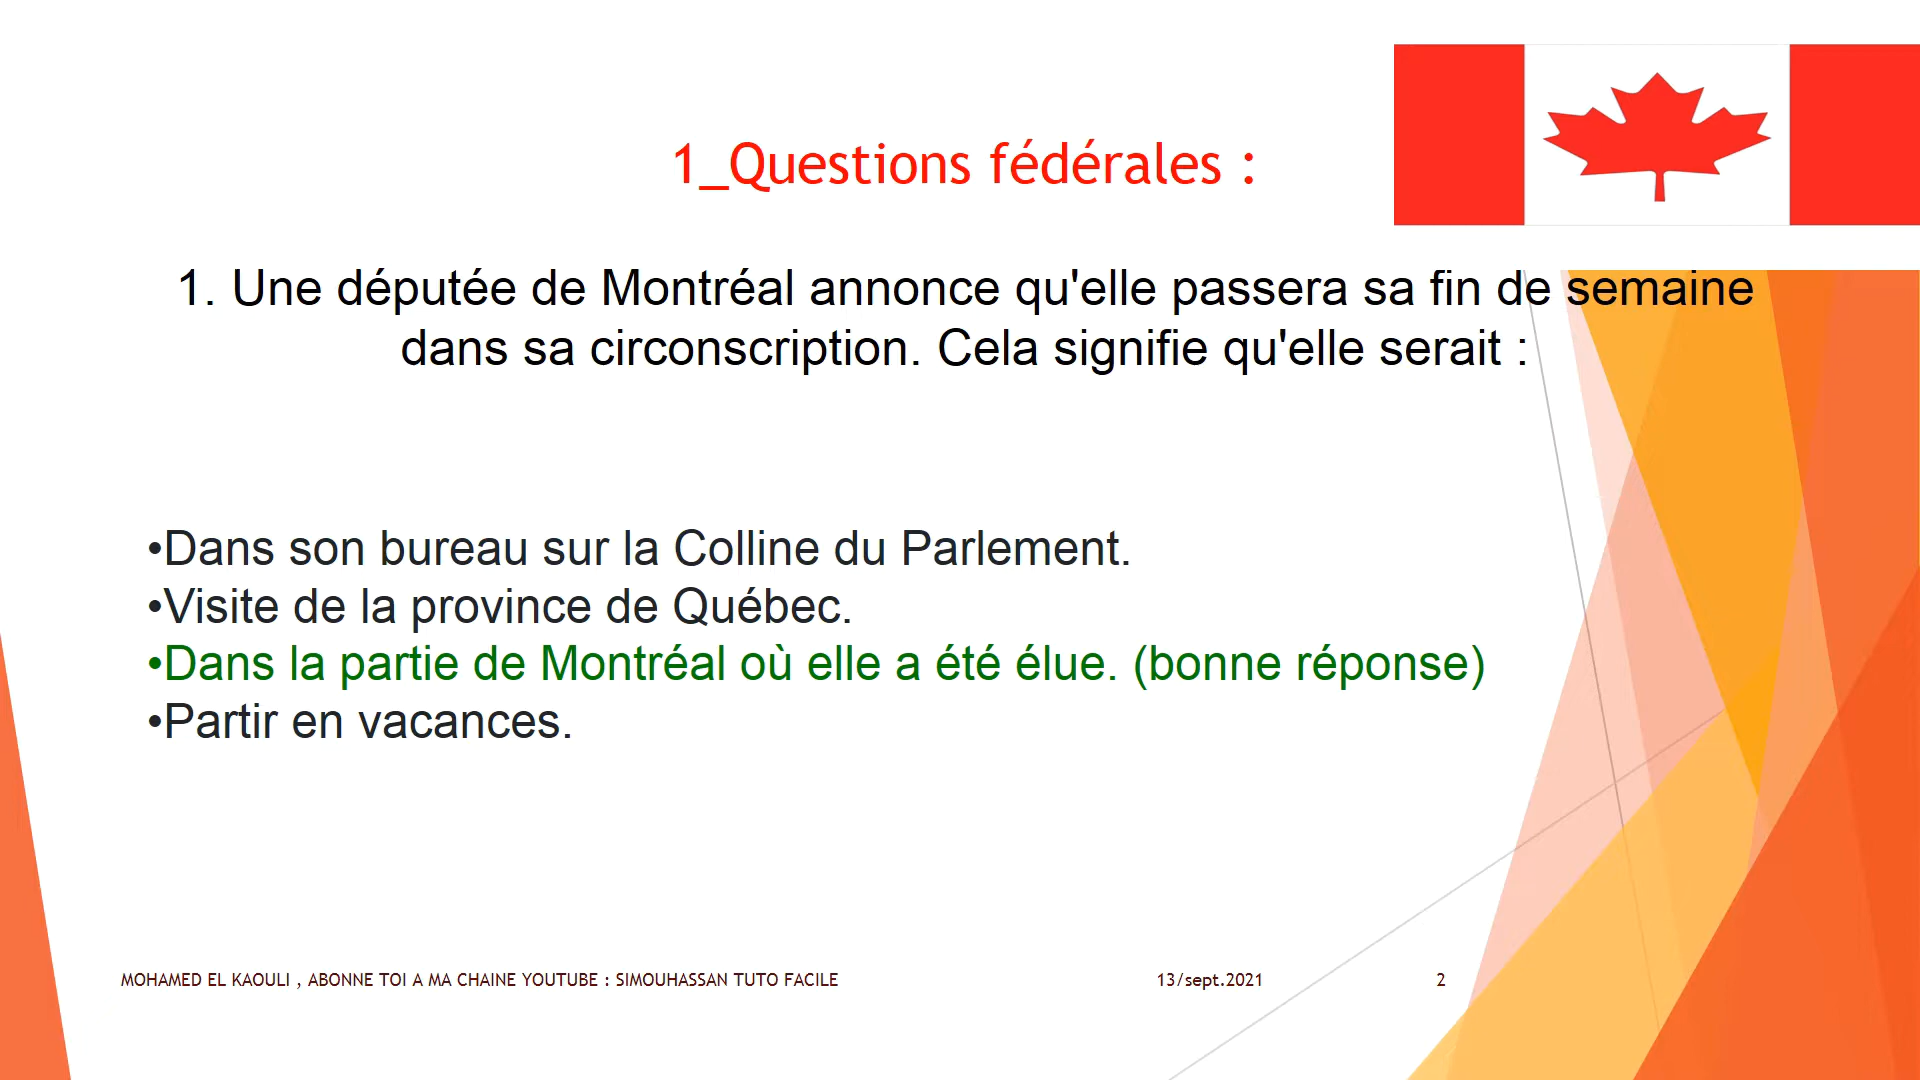 1_Questions fédérales :
1. Une députée de Montréal annonce qu'elle passera sa fin de semaine
dans sa circonscription. Cela signifie qu'elle serait :
•Dans son bureau sur la Colline du Parlement.
•Visite de la province de Québec.
•Dans la partie de Montréal où elle a été élue. (bonne réponse)
•Partir en vacances.
MOHAMED EL KAOULI , ABONNE TOI A MA CHAINE YOUTUBE : SIMOUHASSAN TUTO FACILE
13/sept.2021
2